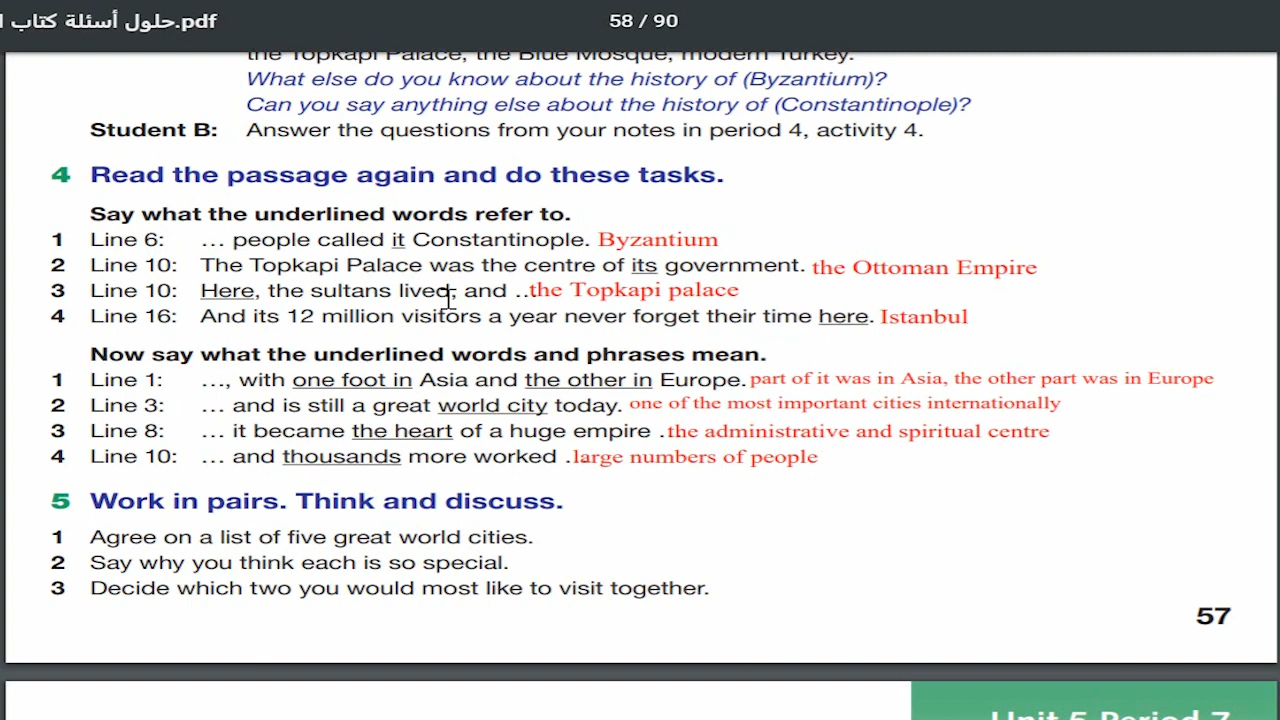 حلول أسئلة كتاب ا.pdf
58 / 90
the Topkapi Palace, the Blue Mosque, modern Turkey.
What else do you know about the history of (Byzantium)?
Can you say anything else about the history of (Constantinople)?
Student B: Answer the questions from your notes in period 4, activity 4.
4 Read the passage again and do these tasks.
Say what the underlined words refer to.
1 Line 6: … people called it Constantinople. Byzantium
2 Line 10: The Topkapi Palace was the centre of its government. the Ottoman Empire
3 Line 10: Here, the sultans lived, and … the Topkapi palace
4 Line 16: And its 12 million visitors a year never forget their time here. Istanbul
Now say what the underlined words and phrases mean.
1 Line 1: …, with one foot in Asia and the other in Europe. part of it was in Asia, the other part was in Europe
2 Line 3: … and is still a great world city today. one of the most important cities internationally
3 Line 8: … it became the heart of a huge empire . the administrative and spiritual centre
4 Line 10: … and thousands more worked . large numbers of people
5 Work in pairs. Think and discuss.
1 Agree on a list of five great world cities.
2 Say why you think each is so special.
3 Decide which two you would most like to visit together.
57
Unit 5 Period 7